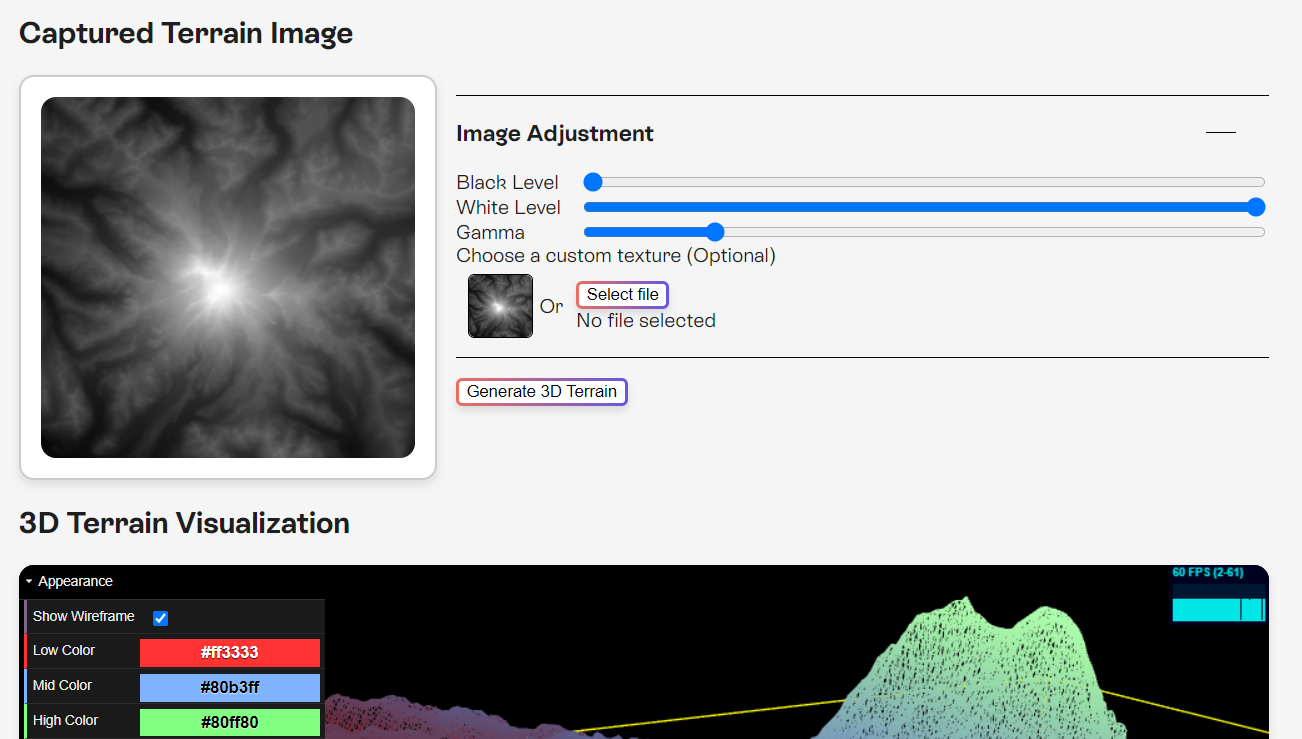 Captured Terrain Image
Image Adjustment
Black Level
White Level
Gamma
Choose a custom texture (Optional)
Or
Select file
No file selected
Generate 3D Terrain
3D Terrain Visualization
Appearance
60 FPS (2-61)
Show Wireframe
Low Color
#ff3333
Mid Color
#80b3ff
High Color
#80ff80